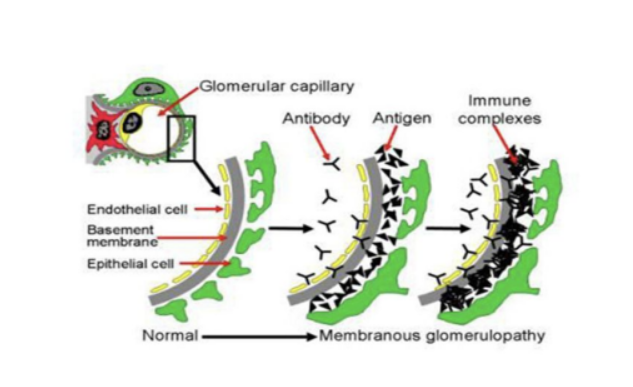 Glomerular capillary
Antibody
Antigen
Immune
complexes
Endothelial cell
Basement
membrane
Epithelial cell
Normal
Membranous glomerulopathy